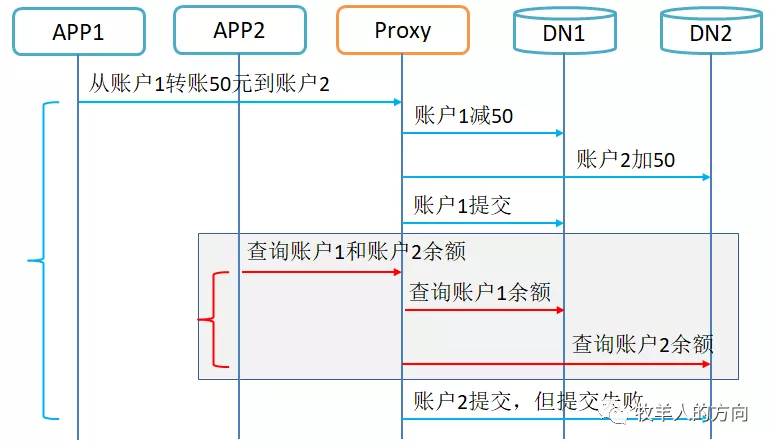 APP1
APP2
Proxy
DN1
DN2
从账户1转账50元到账户2
账户1减50
账户2加50
账户1提交
查询账户1和账户2余额
查询账户1余额
查询账户2余额
账户2提交，但提交失败
牧羊人的方向